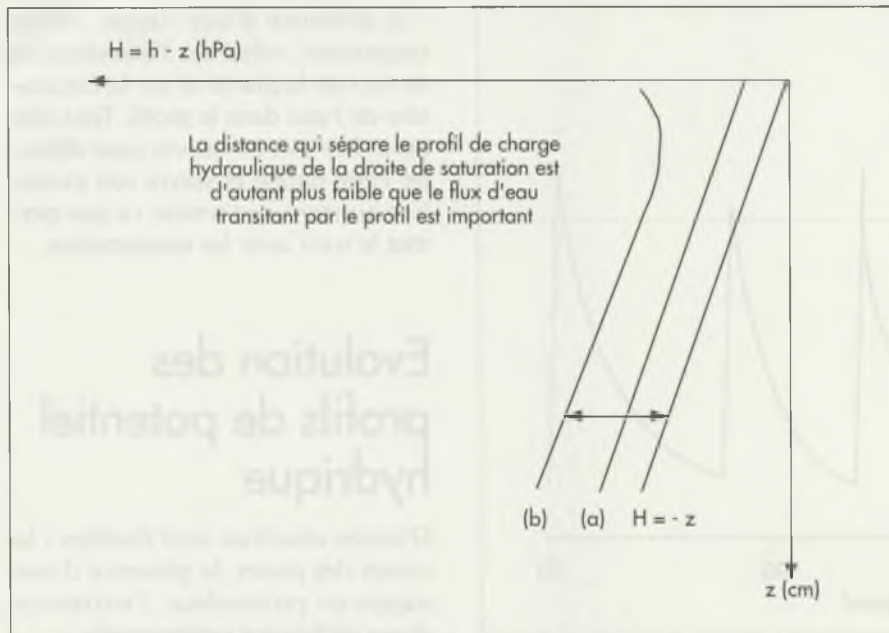 H = h - z (hPa)
La distance qui sépare le profil de charge
hydraulique de la droite de saturation est
d'autant plus faible que le flux d'eau
transitant par le profil est important
Evolution des
profils de potentiel
hydrique
(b) (a) H = - z
z (cm)